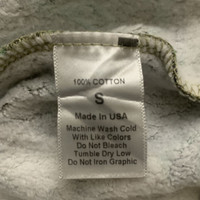 100% COTTON
S
Made In USA
Machine Wash Cold
With Like Colors
Do Not Bleach
Tumble Dry Low
Do Not Iron Graphic